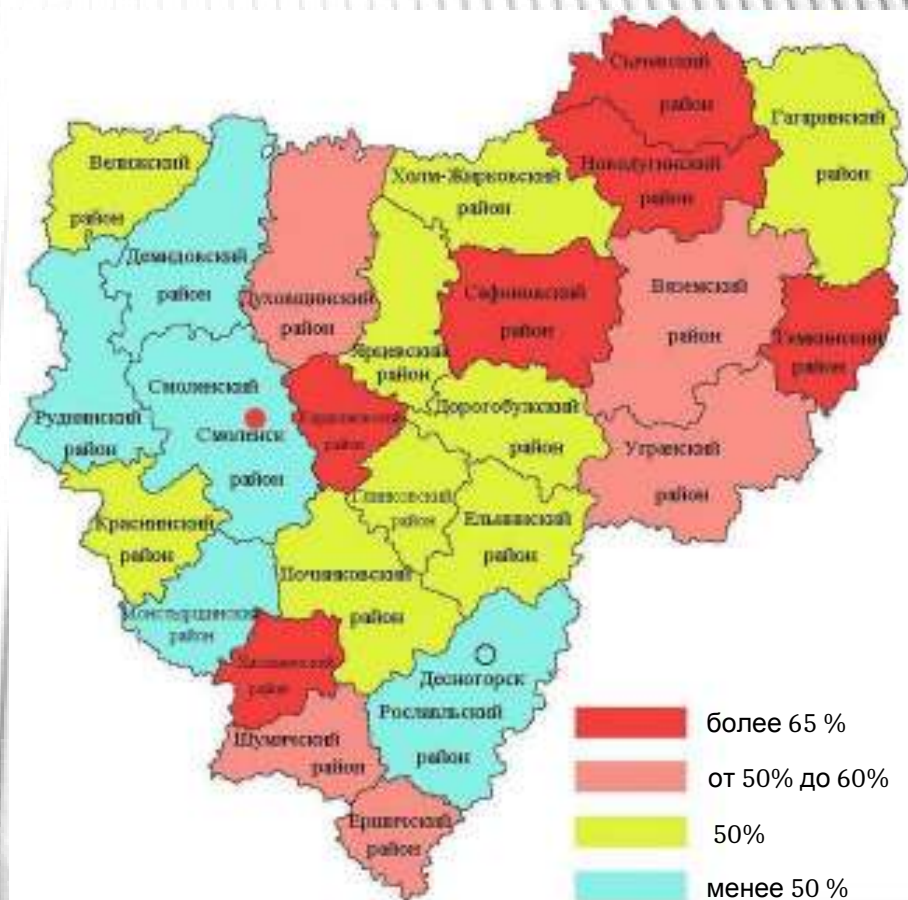 Сычевский
район
Гагаринский
район
Новодугинский
район
Велижский
район
Холм-Жирковский
район
Демидовский
район
Духовщинский
район
Сафоновский
район
Вяземский
район
Темкинский
район
Ярцевский
район
Смоленский
Смоленск
район
Руднянский
район
район
Дорогобужский
район
Угранский
район
Глинковский
район
Ельнинский
район
Краснинский
район
Починковский
район
Монстырщинский
район
район
Десногорск
Рославльский
район
Шумячский
район
Ершичский
район
более 65 %
от 50% до 60%
50%
менее 50 %